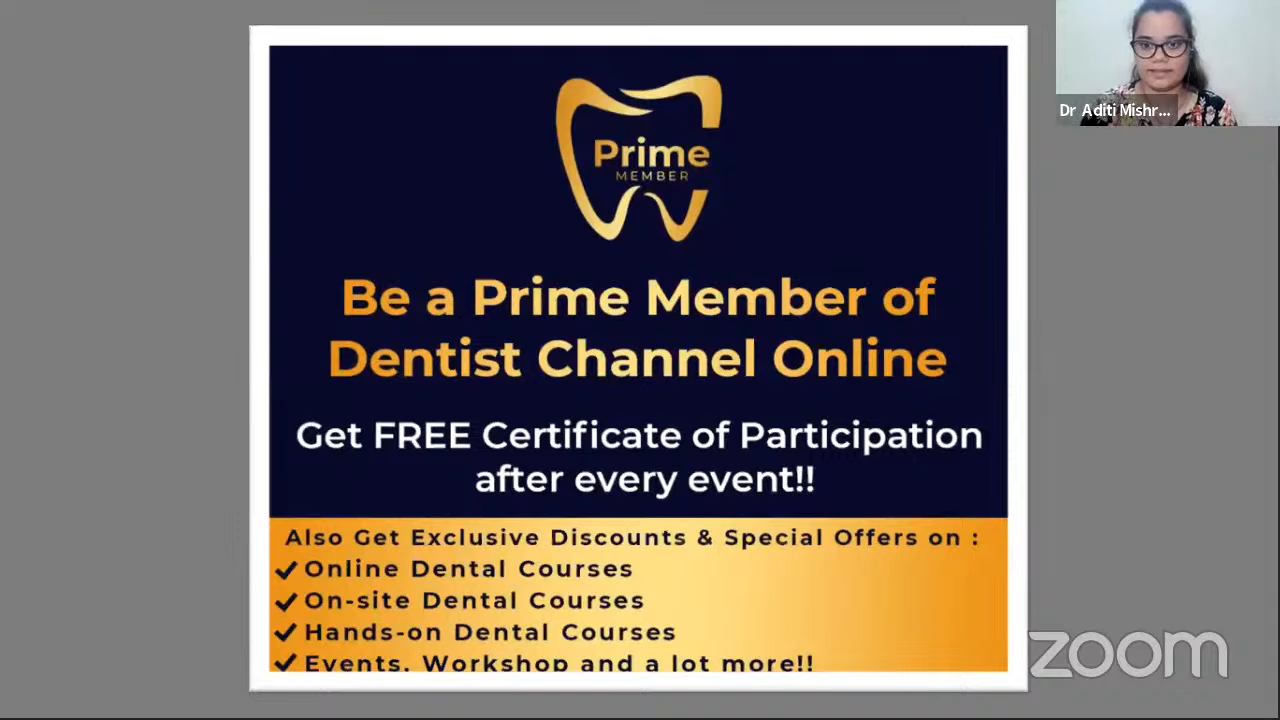 Prime
MEMBER
Be a Prime Member of
Dentist Channel Online
Get FREE Certificate of Participation
after every event!!
Also Get Exclusive Discounts & Special Offers on :
Online Dental Courses
On-site Dental Courses
Hands-on Dental Courses
Events, Workshop and a lot more!!
Dr Aditi Mishr...
zoom